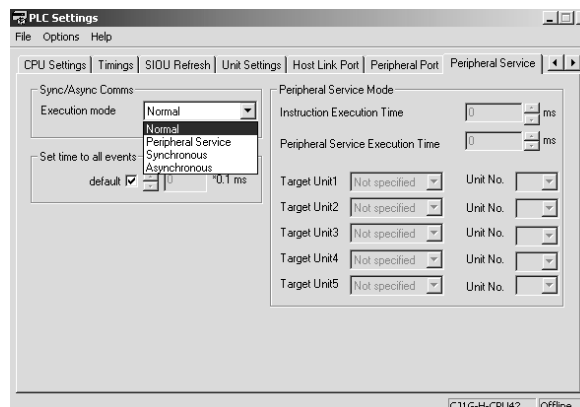 PLC Settings
File Options Help
CPU Settings Timings SIOU Refresh Unit Settings Host Link Port Peripheral Port Peripheral Service
Sync/Async Comms
Execution mode Normal
Normal
Peripheral Service
Synchronous
Asynchronous
Set time to all events
default 0 *0.1 ms
Peripheral Service Mode
Instruction Execution Time 0 ms
Peripheral Service Execution Time 0 ms
Target Unit1 Not specified Unit No.
Target Unit2 Not specified Unit No.
Target Unit3 Not specified Unit No.
Target Unit4 Not specified Unit No.
Target Unit5 Not specified Unit No.
CJ1G-H-CPU42 Offline